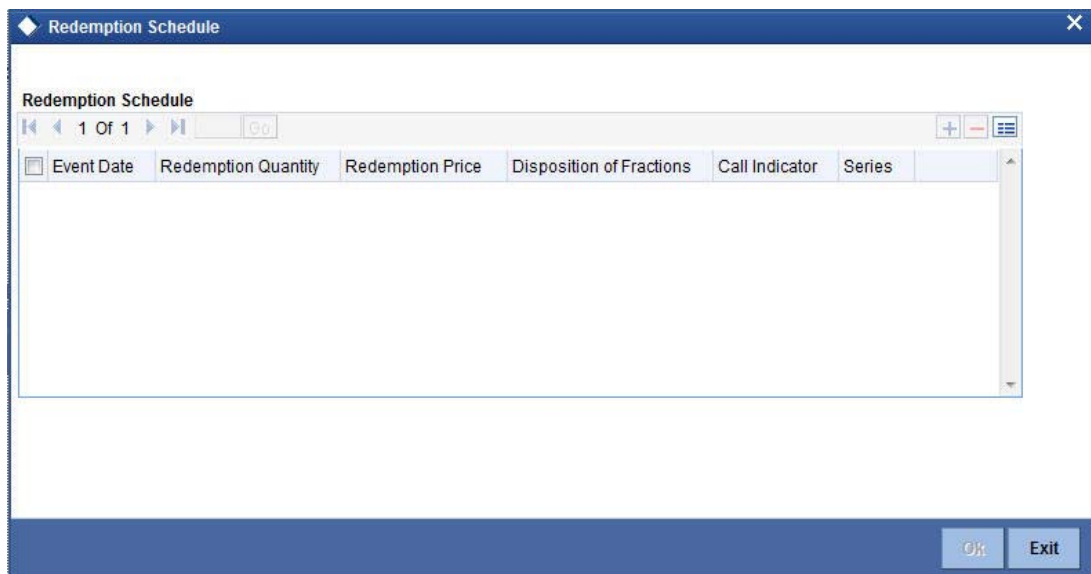 Redemption Schedule
Redemption Schedule
1 Of 1 Go
Event Date Redemption Quantity Redemption Price Disposition of Fractions Call Indicator Series
Ok Exit